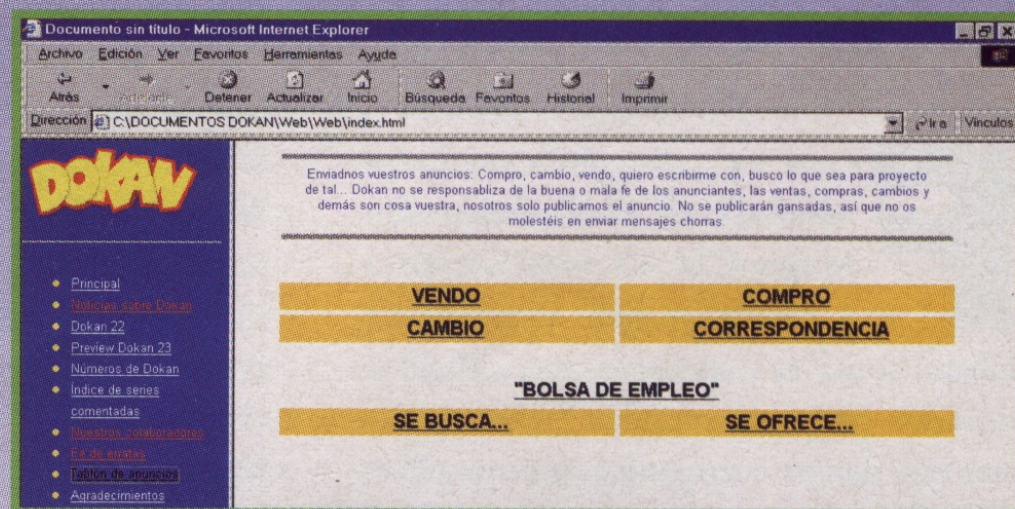 Documento sin título - Microsoft Internet Explorer
Archivo Edición Ver Favoritos Herramientas Ayuda
Atrás Adelante Detener Actualizar Inicio Búsqueda Favoritos Historial Imprimir
Dirección C:\DOCUMENTOS DOKAN\Web\Web\index.html Ir a Vínculos
DOKAN
Principal
Noticias sobre Dokan
Dokan 22
Preview Dokan 23
Números de Dokan
Índice de series
comentadas
Nuestros colaboradores
Fe de erratas
Tablón de anuncios
Agradecimientos
Enviadnos vuestros anuncios: Compro, cambio, vendo, quiero escribirme con, busco lo que sea para proyecto
de tal... Dokan no se responsabliza de la buena o mala fe de los anunciantes, las ventas, compras, cambios y
demás son cosa vuestra, nosotros solo publicamos el anuncio. No se publicarán gansadas, así que no os
molestéis en enviar mensajes chorras.
VENDO COMPRO
CAMBIO CORRESPONDENCIA
"BOLSA DE EMPLEO"
SE BUSCA... SE OFRECE...